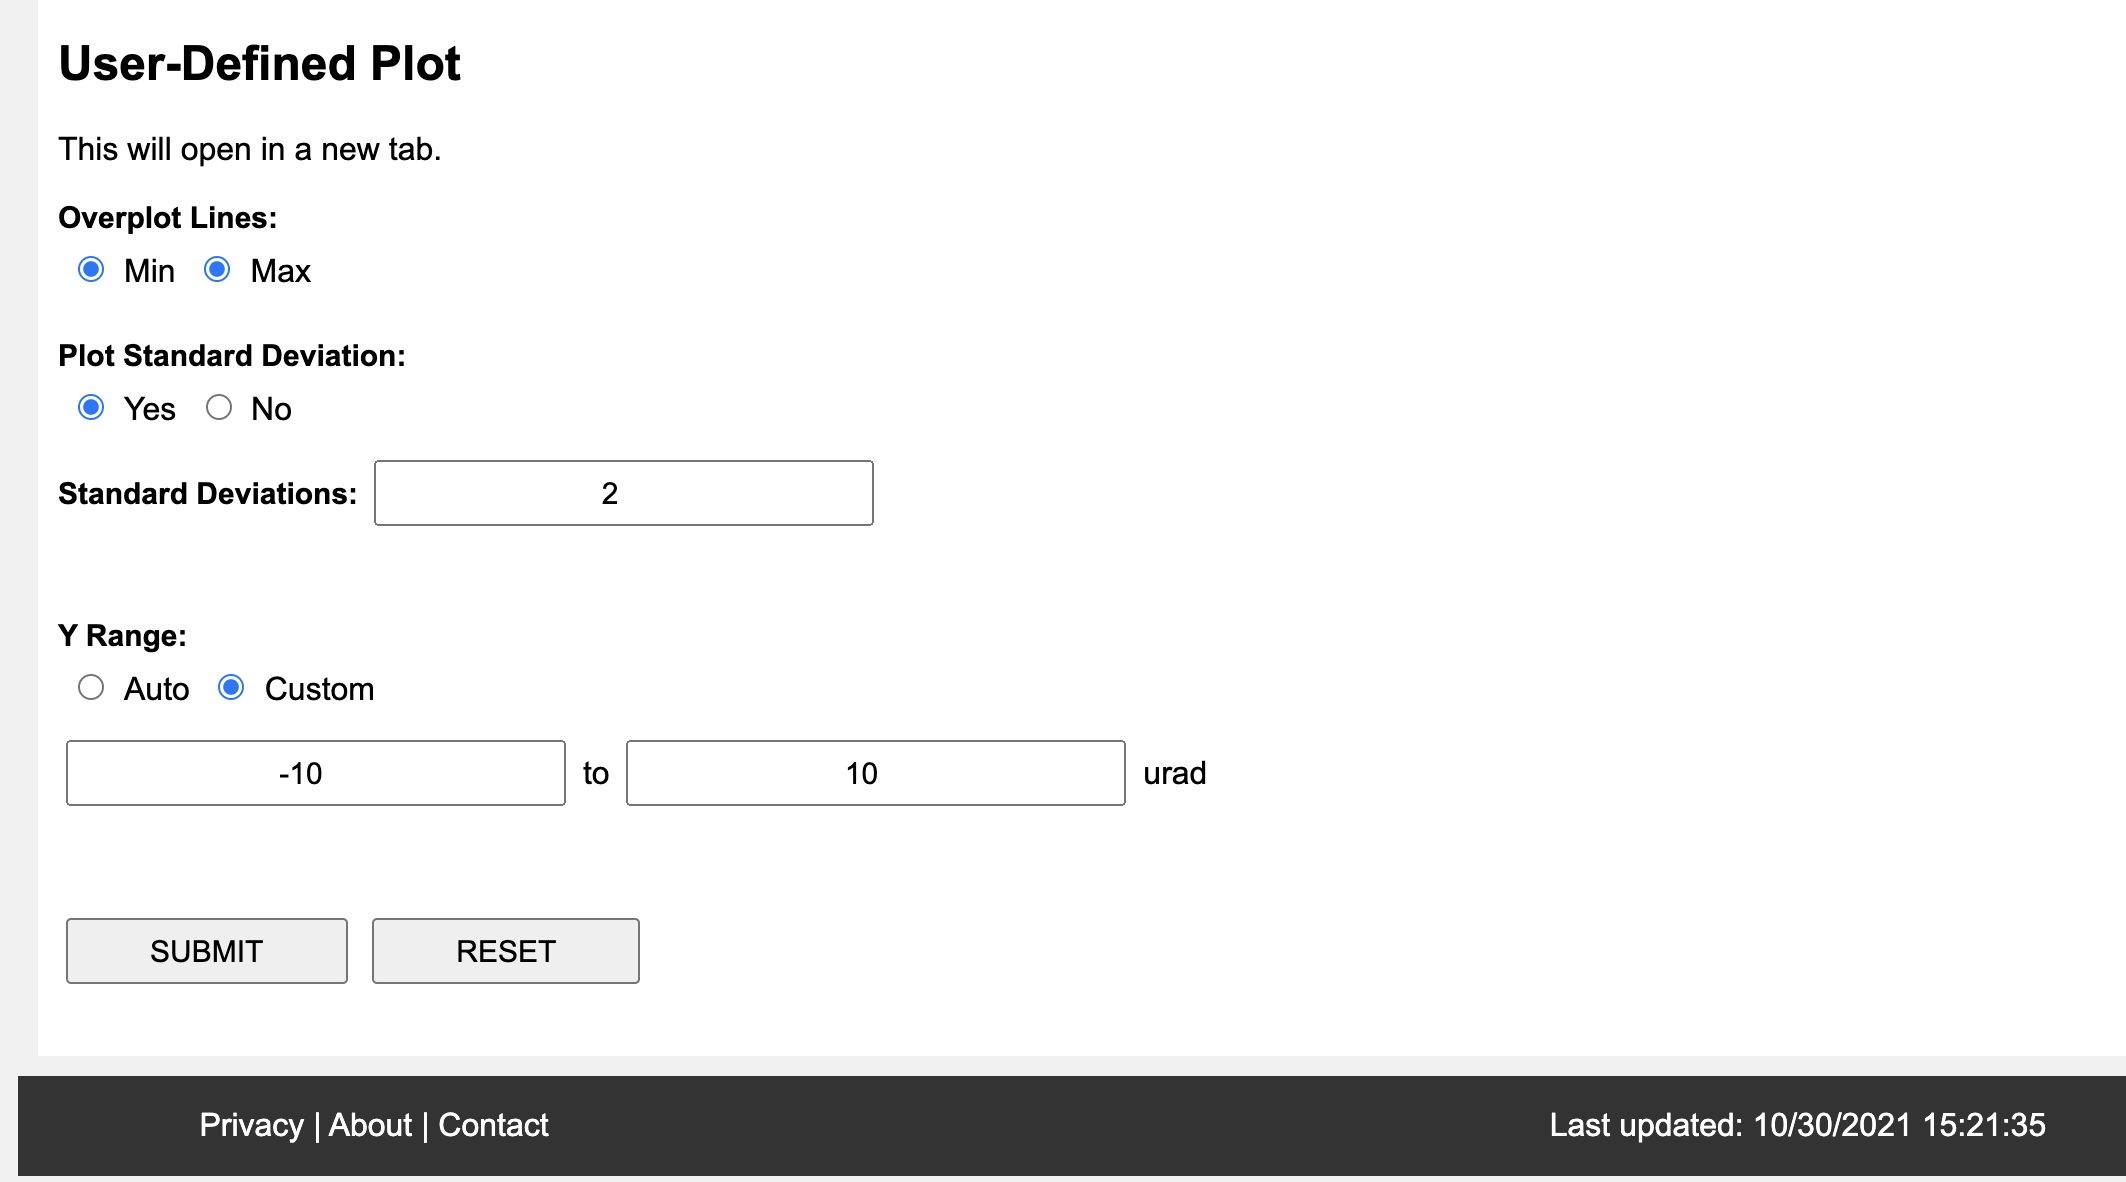 User-Defined Plot
This will open in a new tab.
Overplot Lines:
Min Max
Plot Standard Deviation:
Yes No
Standard Deviations: 2
Y Range:
Auto Custom
-10 to 10 urad
SUBMIT RESET
Privacy | About | Contact Last updated: 10/30/2021 15:21:35